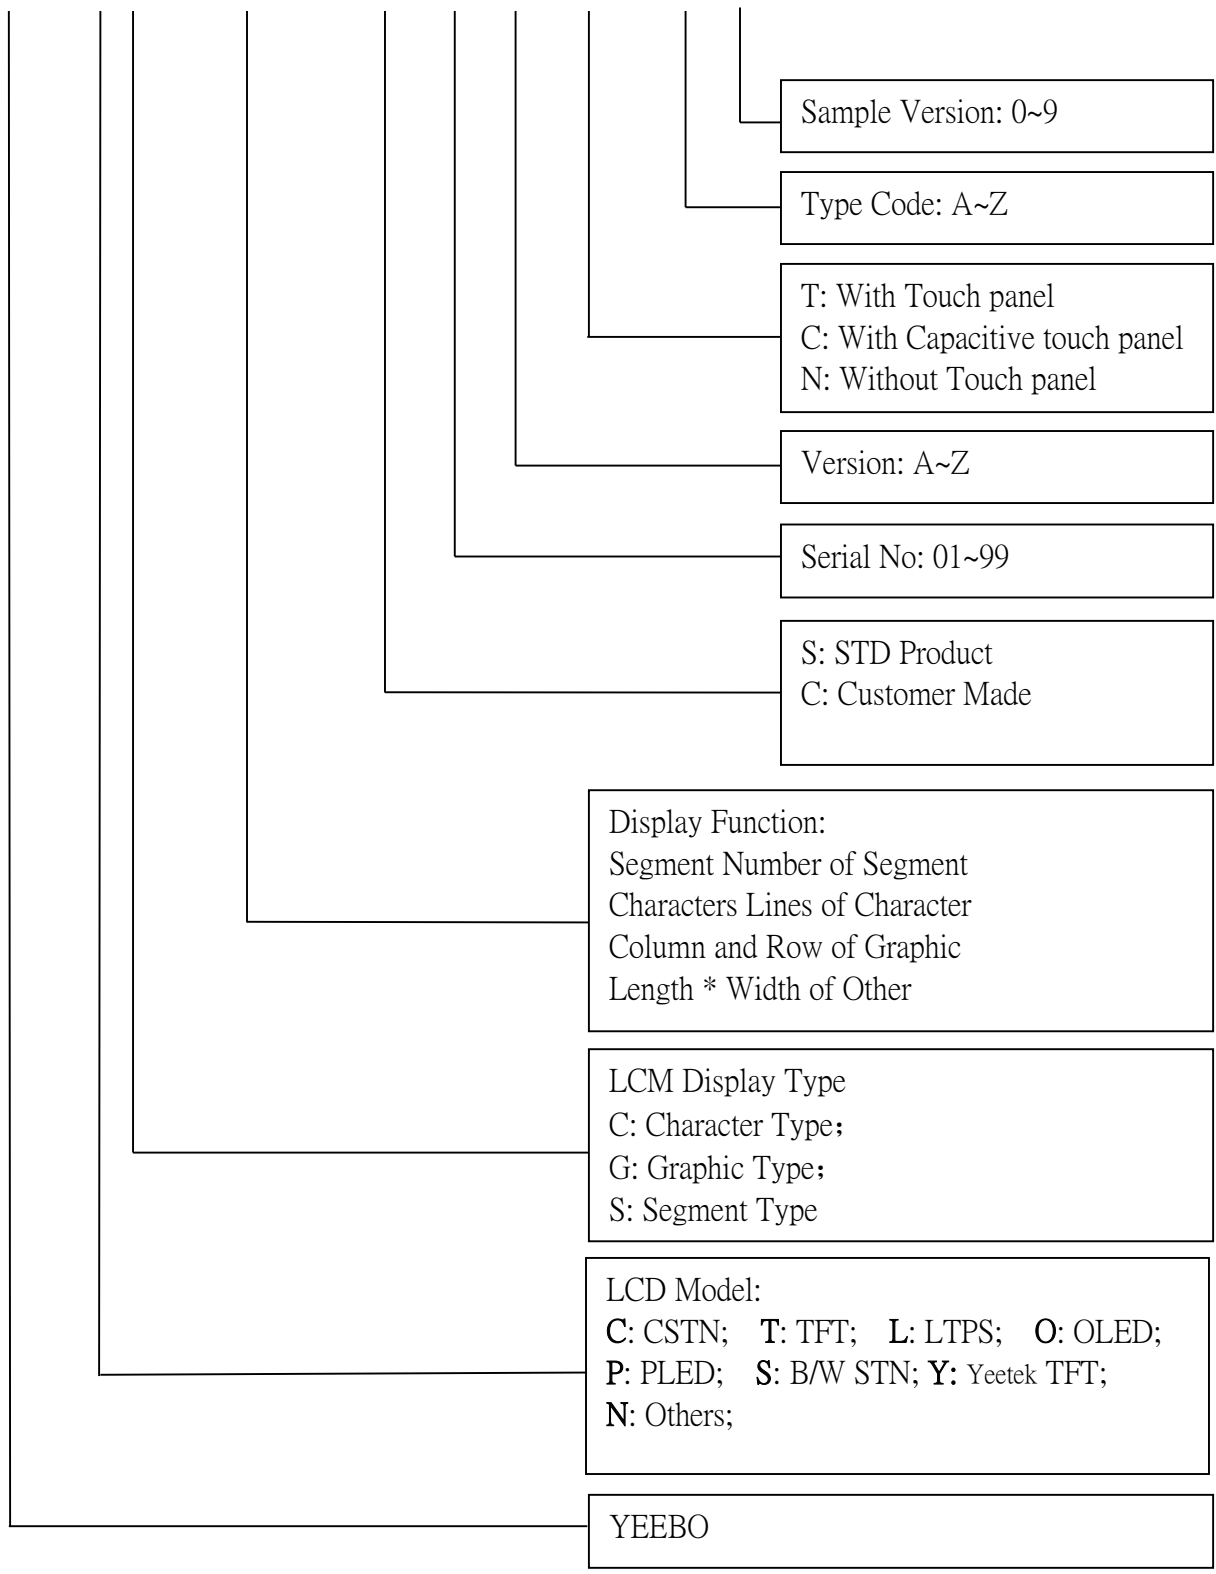 Sample Version: 0~9
Type Code: A~Z
T: With Touch panel
C: With Capacitive touch panel
N: Without Touch panel
Version: A~Z
Serial No: 01~99
S: STD Product
C: Customer Made
Display Function:
Segment Number of Segment
Characters Lines of Character
Column and Row of Graphic
Length * Width of Other
LCM Display Type
C: Character Type；
G: Graphic Type；
S: Segment Type
LCD Model:
C: CSTN; T: TFT; L: LTPS; O: OLED;
P: PLED; S: B/W STN; Y: Yeetek TFT;
N: Others;
YEEBO